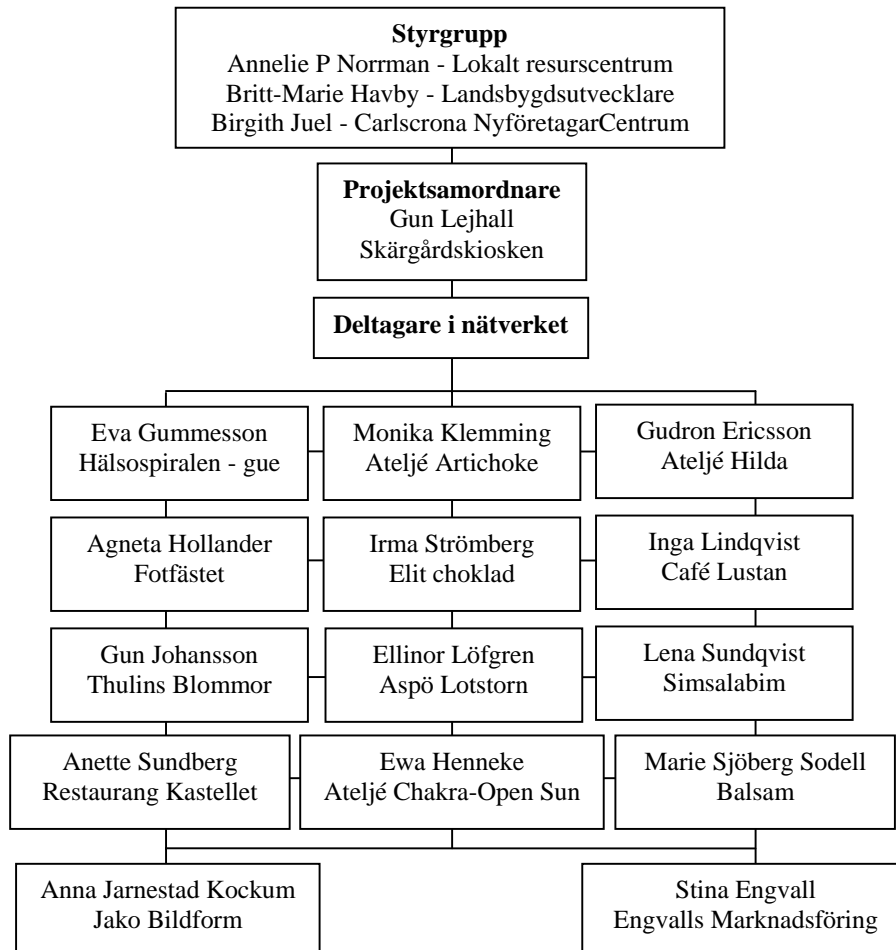 Styrgrupp
Annelie P Norrman - Lokalt resurscentrum
Britt-Marie Havby - Landsbygdsutvecklare
Birgith Juel - Carlscrona NyföretagarCentrum
Projektsamordnare
Gun Lejhall
Skärgårdskiosken
Deltagare i nätverket
Eva Gummesson
Hälsospiralen - gue
Monika Klemming
Ateljé Artichoke
Gudron Ericsson
Ateljé Hilda
Agneta Hollander
Fotfästet
Irma Strömberg
Elit choklad
Inga Lindqvist
Café Lustan
Gun Johansson
Thulins Blommor
Ellinor Löfgren
Aspö Lotstorn
Lena Sundqvist
Simsalabim
Anette Sundberg
Restaurang Kastellet
Ewa Henneke
Ateljé Chakra-Open Sun
Marie Sjöberg Sodell
Balsam
Anna Jarnestad Kockum
Jako Bildform
Stina Engvall
Engvalls Marknadsföring